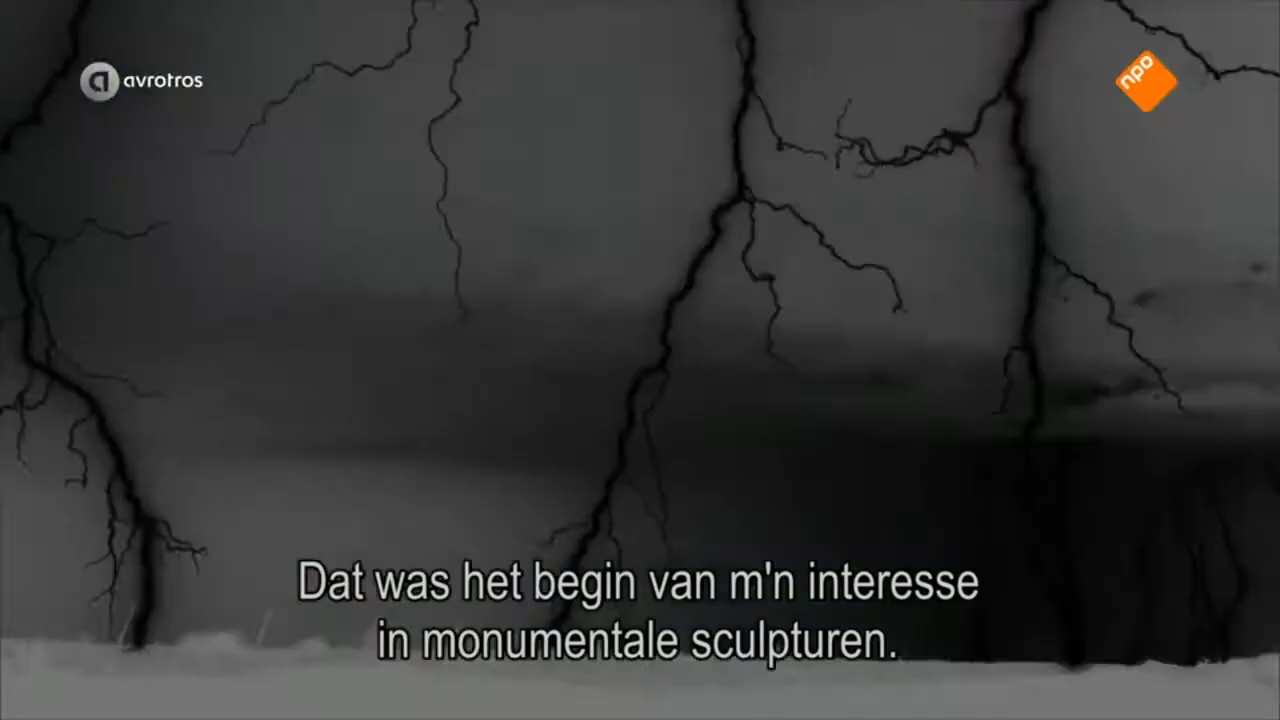 avrotros
npo
Dat was het begin van m'n interesse
in monumentale sculpturen.